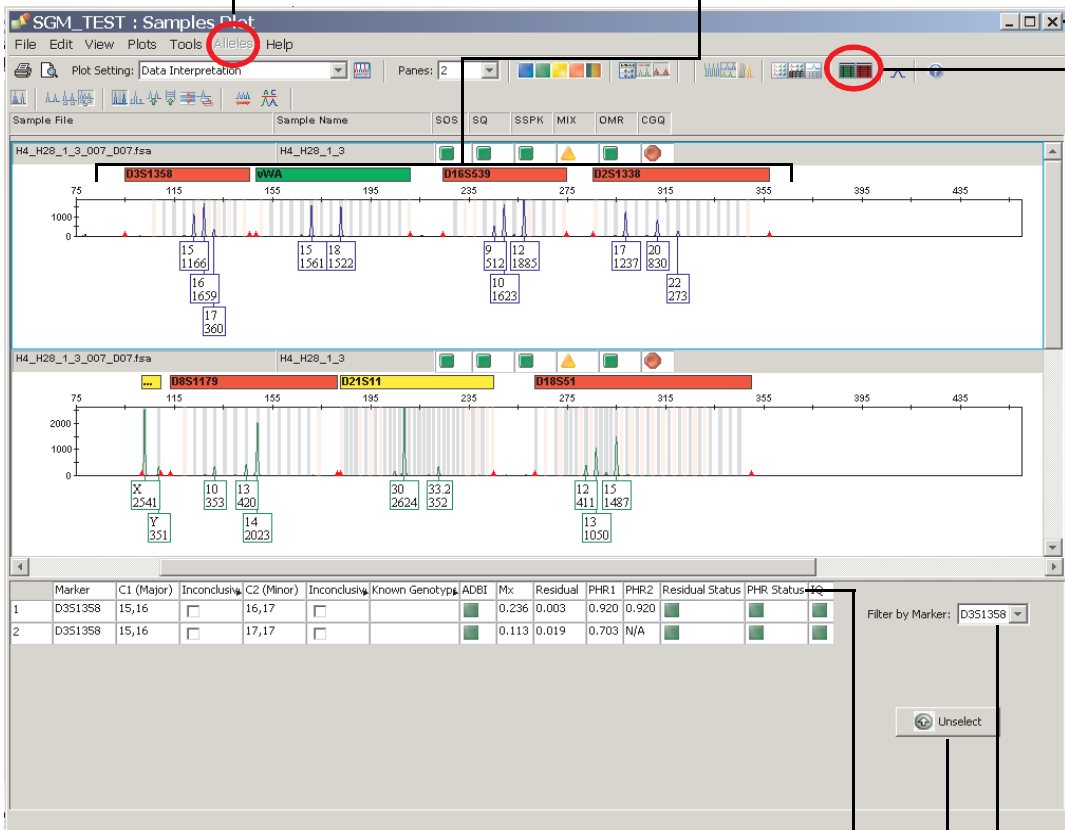 SGM_TEST : Samples Plot
File Edit View Plots Tools Alleles Help
Plot Setting: Data Interpretation Panes: 2
Sample File Sample Name SOS SQ SSPK MIX OMR CGQ
H4_H28_1_3_007_D07.fsa H4_H28_1_3
D3S1358 vWA D16S539 D2S1338
75 115 155 195 235 275 315 355 395 435
1000
0
15 15 18 9 12 17 20
1166 1561 1522 512 1885 1237 830
16 10 22
1659 1623 273
17
360
H4_H28_1_3_007_D07.fsa H4_H28_1_3
... D8S1179 D21S11 D18S51
75 115 155 195 235 275 315 355 395 435
2000
1000
0
X 10 13 30 33.2 12 15
2541 353 420 2624 352 411 1487
Y 14 13
351 2023 1050
Marker C1 (Major) Inconclusiv C2 (Minor) Inconclusiv Known Genotyp ADBI Mx Residual PHR1 PHR2 Residual Status PHR Status IQ
1 D3S1358 15,16 16,17 0.236 0.003 0.920 0.920
2 D3S1358 15,16 17,17 0.113 0.019 0.703 N/A
Filter by Marker: D3S1358
Unselect